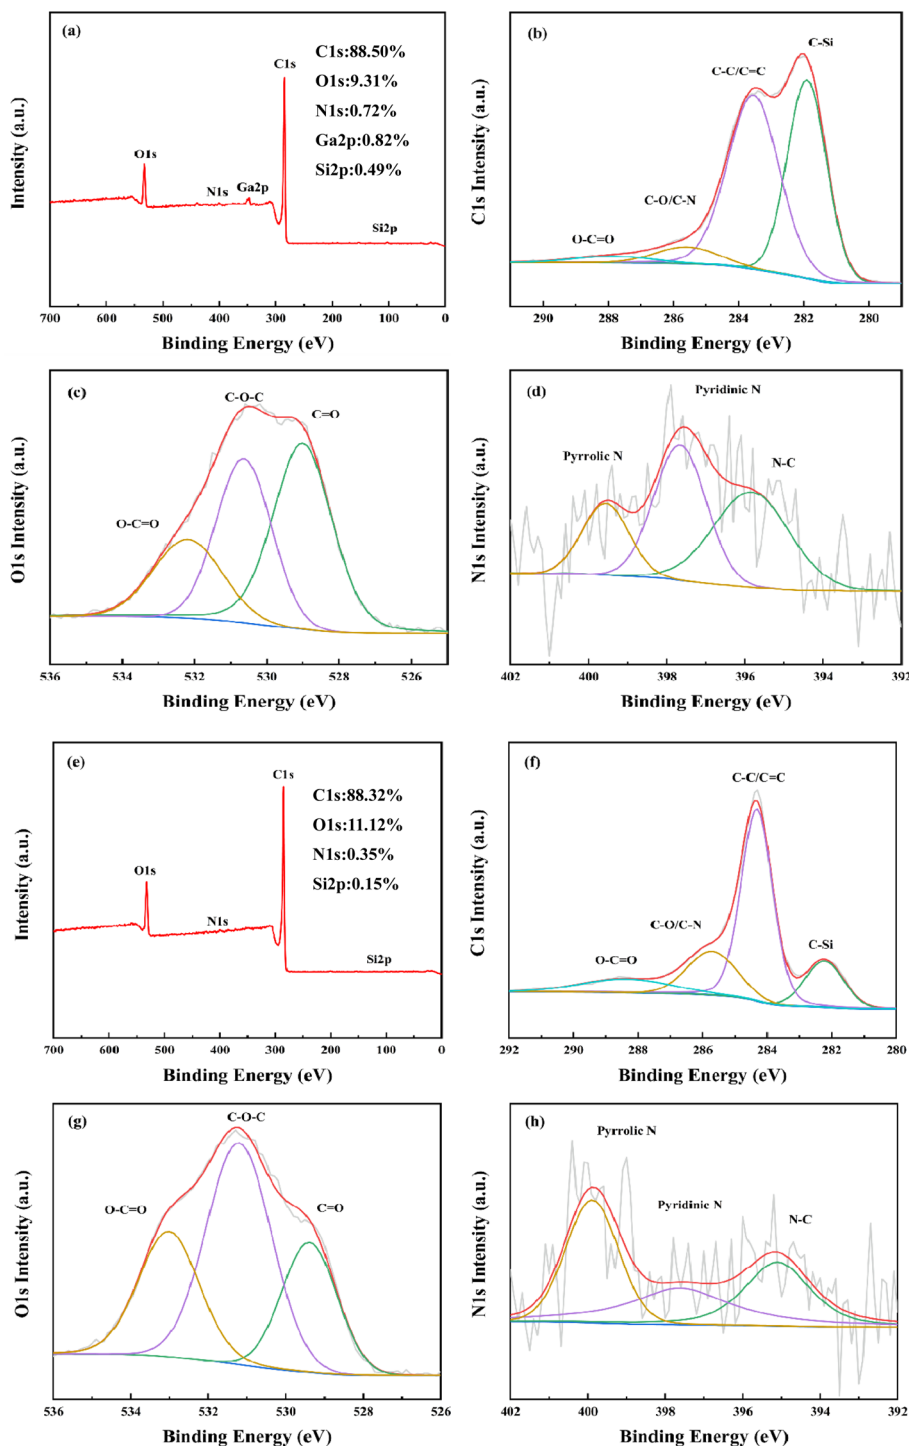 (a)
C1s
C1s:88.50%
O1s:9.31%
N1s:0.72%
Ga2p:0.82%
Si2p:0.49%
O1s
N1s
Ga2p
Si2p
Intensity (a.u.)
700 600 500 400 300 200 100 0
Binding Energy (eV)
(b)
C-Si
C-C/C=C
C-O/C-N
O-C=O
C1s Intensity (a.u.)
290 288 286 284 282 280
Binding Energy (eV)
(c)
C-O-C
C=O
O-C=O
O1s Intensity (a.u.)
536 534 532 530 528 526
Binding Energy (eV)
(d)
Pyridinic N
Pyrrolic N
N-C
N1s Intensity (a.u.)
402 400 398 396 394 392
Binding Energy (eV)
(e)
C1s
C1s:88.32%
O1s:11.12%
N1s:0.35%
Si2p:0.15%
O1s
N1s
Si2p
Intensity (a.u.)
700 600 500 400 300 200 100 0
Binding Energy (eV)
(f)
C-C/C=C
C-O/C-N
C-Si
O-C=O
C1s Intensity (a.u.)
292 290 288 286 284 282 280
Binding Energy (eV)
(g)
C-O-C
O-C=O
C=O
O1s Intensity (a.u.)
536 534 532 530 528 526
Binding Energy (eV)
(h)
Pyrrolic N
Pyridinic N
N-C
N1s Intensity (a.u.)
402 400 398 396 394 392
Binding Energy (eV)